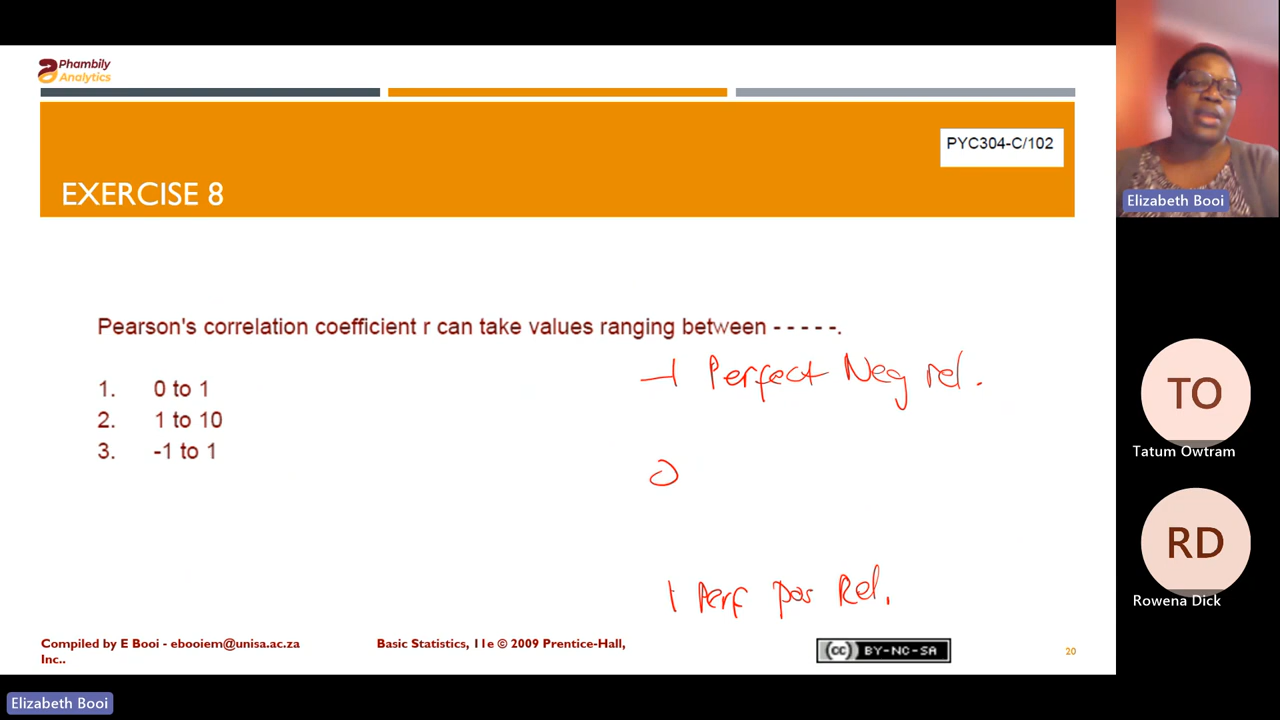 Phambily
Analytics
PYC304-C/102
EXERCISE 8
Elizabeth Booi
Pearson's correlation coefficient r can take values ranging between - - - - -.
-1 Perfect Neg rel.
1. 0 to 1
2. 1 to 10
3. -1 to 1
0
1 Perf pos Rel.
TO
Tatum Owtram
RD
Rowena Dick
Compiled by E Booi - ebooiem@unisa.ac.za Basic Statistics, 11e © 2009 Prentice-Hall,
Inc..
cc BY-NC-SA
20
Elizabeth Booi